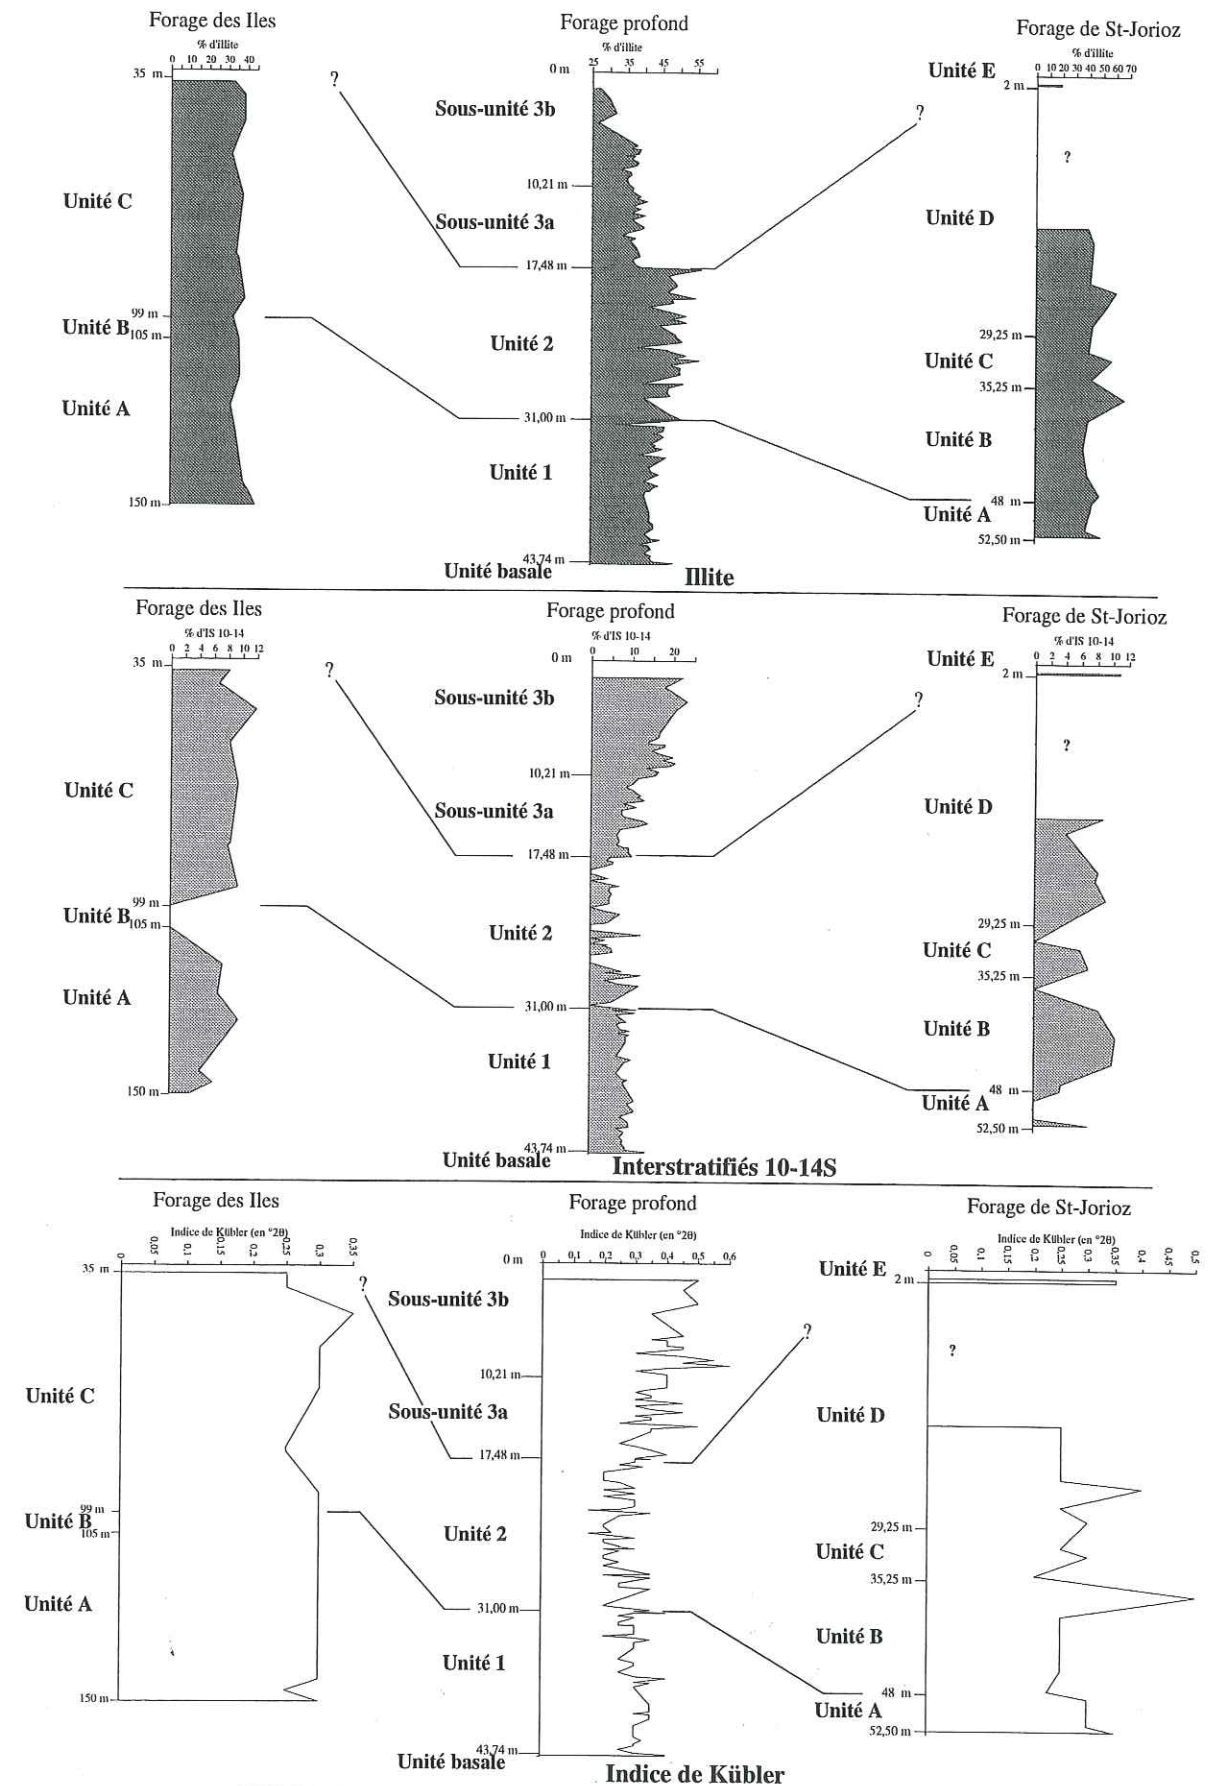 Forage des Iles
Forage profond
Forage de St-Jorioz
% d'illite
0 10 20 30 40
35 m
?
Unité C
99 m
Unité B
105 m
Unité A
150 m
% d'illite
25 35 45 55
0 m
Sous-unité 3b
10,21 m
Sous-unité 3a
17,48 m
Unité 2
31,00 m
Unité 1
43,74 m
Unité basale
?
% d'illite
0 10 20 30 40 50 60 70
Unité E
2 m
?
Unité D
29,25 m
Unité C
35,25 m
Unité B
48 m
Unité A
52,50 m
Illite
Forage des Iles
Forage profond
Forage de St-Jorioz
% d'IS 10-14
0 2 4 6 8 10 12
35 m
?
Unité C
99 m
Unité B
105 m
Unité A
150 m
% d'IS 10-14
0 10 20
0 m
Sous-unité 3b
10,21 m
Sous-unité 3a
17,48 m
Unité 2
31,00 m
Unité 1
43,74 m
Unité basale
?
% d'IS 10-14
0 2 4 6 8 10 12
Unité E
2 m
?
Unité D
29,25 m
Unité C
35,25 m
Unité B
48 m
Unité A
52,50 m
Interstratifiés 10-14S
Forage des Iles
Forage profond
Forage de St-Jorioz
Indice de Kübler (en °2θ)
0 0,05 0,1 0,15 0,2 0,25 0,3 0,35
35 m
?
Unité C
99 m
Unité B
105 m
Unité A
150 m
Indice de Kübler (en °2θ)
0 0,1 0,2 0,3 0,4 0,5 0,6
0 m
Sous-unité 3b
10,21 m
Sous-unité 3a
17,48 m
Unité 2
31,00 m
Unité 1
43,74 m
Unité basale
?
Indice de Kübler (en °2θ)
0 0,05 0,1 0,15 0,2 0,25 0,3 0,35 0,4 0,45 0,5
Unité E
2 m
?
Unité D
29,25 m
Unité C
35,25 m
Unité B
48 m
Unité A
52,50 m
Indice de Kübler